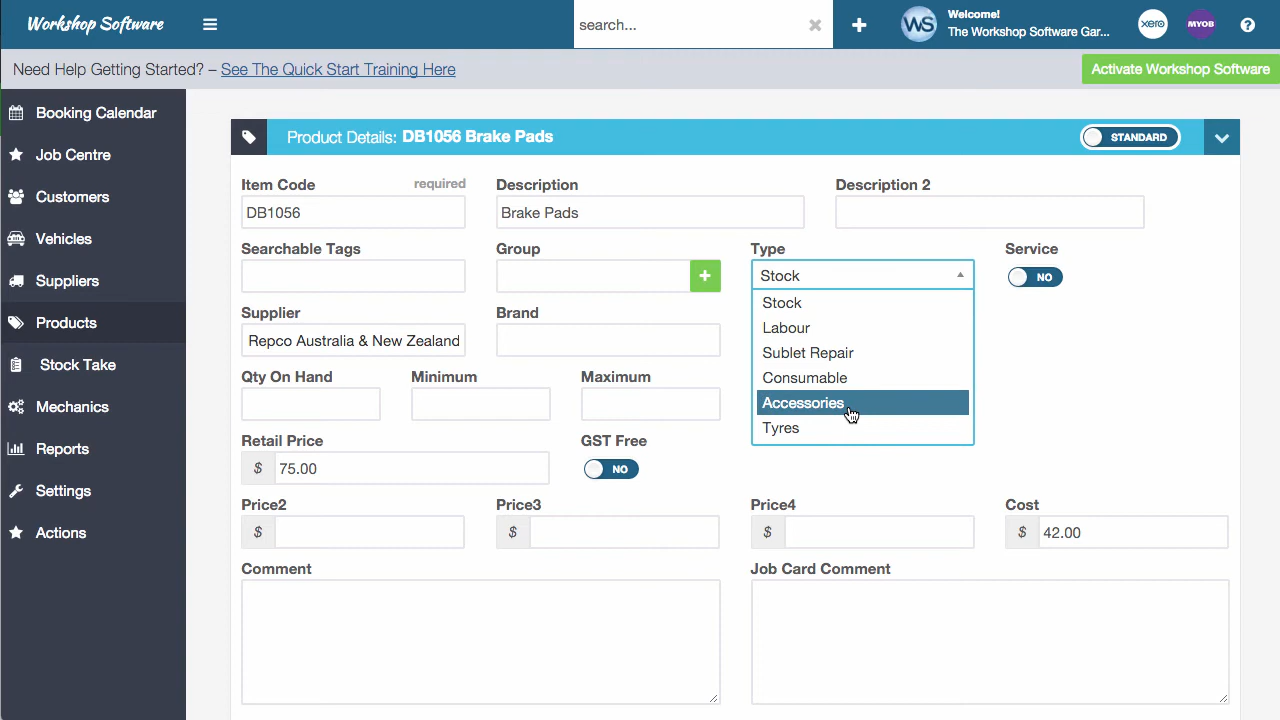 Workshop Software
search...
Welcome!
The Workshop Software Gar...
xero
MYOB
Need Help Getting Started? – See The Quick Start Training Here
Activate Workshop Software
Booking Calendar
Job Centre
Customers
Vehicles
Suppliers
Products
Stock Take
Mechanics
Reports
Settings
Actions
Product Details: DB1056 Brake Pads
STANDARD
Item Code required
DB1056
Description
Brake Pads
Description 2
Searchable Tags
Group
Type
Stock
Stock
Labour
Sublet Repair
Consumable
Accessories
Tyres
Service
NO
Supplier
Repco Australia & New Zealand
Brand
Qty On Hand
Minimum
Maximum
Retail Price
$ 75.00
GST Free
NO
Price2
$
Price3
$
Price4
$
Cost
$ 42.00
Comment
Job Card Comment